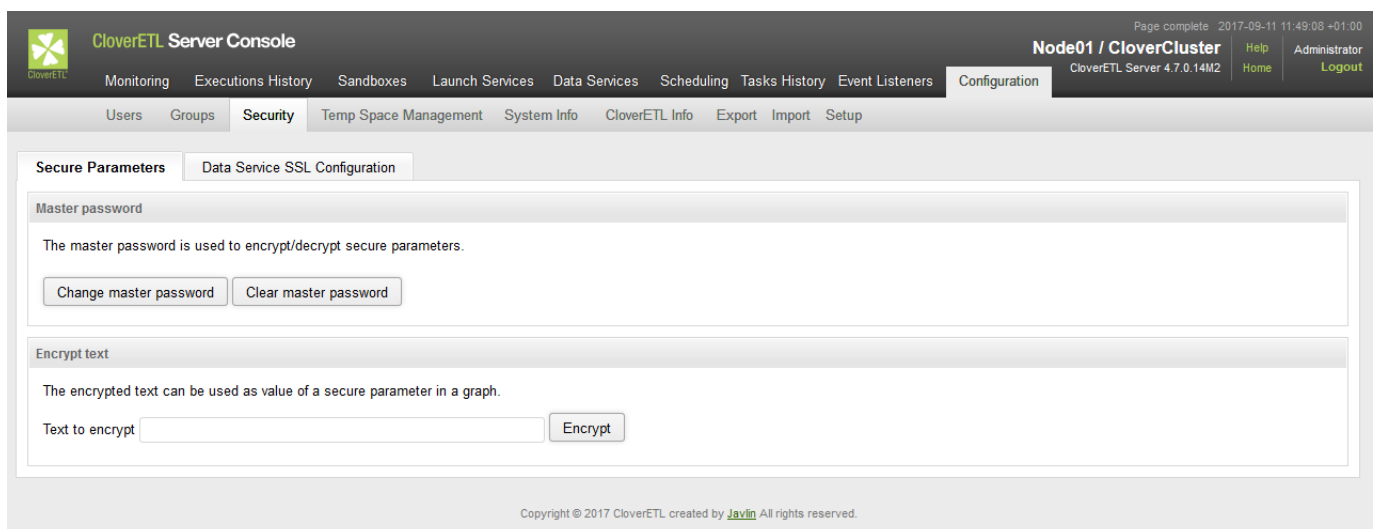 Page complete 2017-09-11 11:49:08 +01:00
CloverETL Server Console
Node01 / CloverCluster Help Administrator
CloverETL CloverETL Server 4.7.0.14M2 Home Logout
Monitoring Executions History Sandboxes Launch Services Data Services Scheduling Tasks History Event Listeners Configuration
Users Groups Security Temp Space Management System Info CloverETL Info Export Import Setup
Secure Parameters Data Service SSL Configuration
Master password
The master password is used to encrypt/decrypt secure parameters.
Change master password Clear master password
Encrypt text
The encrypted text can be used as value of a secure parameter in a graph.
Text to encrypt Encrypt
Copyright © 2017 CloverETL created by Javlin All rights reserved.